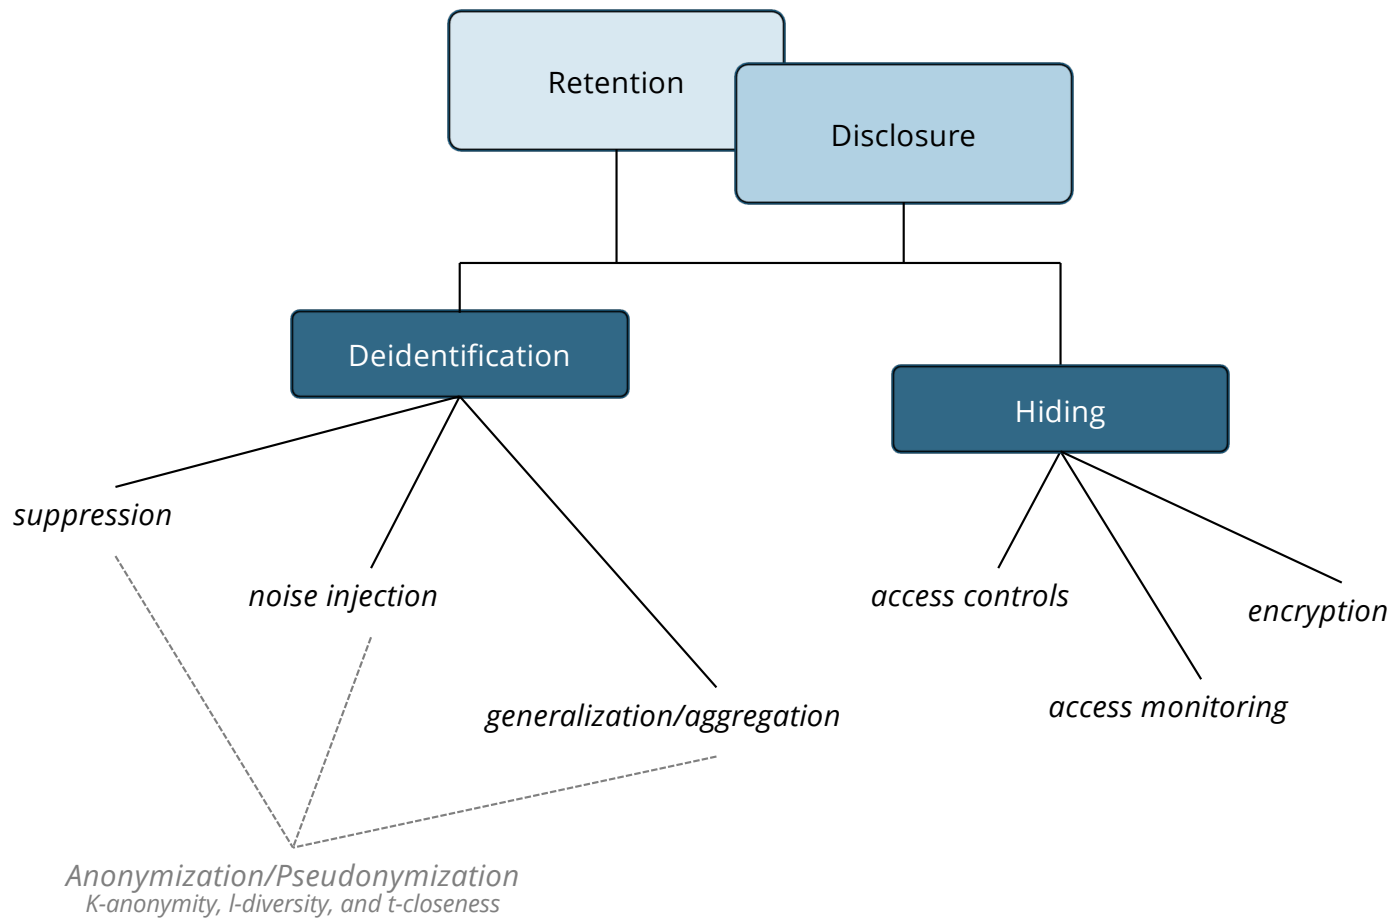 Retention
Disclosure
Deidentification
Hiding
suppression
noise injection
access controls
encryption
generalization/aggregation
access monitoring
Anonymization/Pseudonymization
K-anonymity, l-diversity, and t-closeness